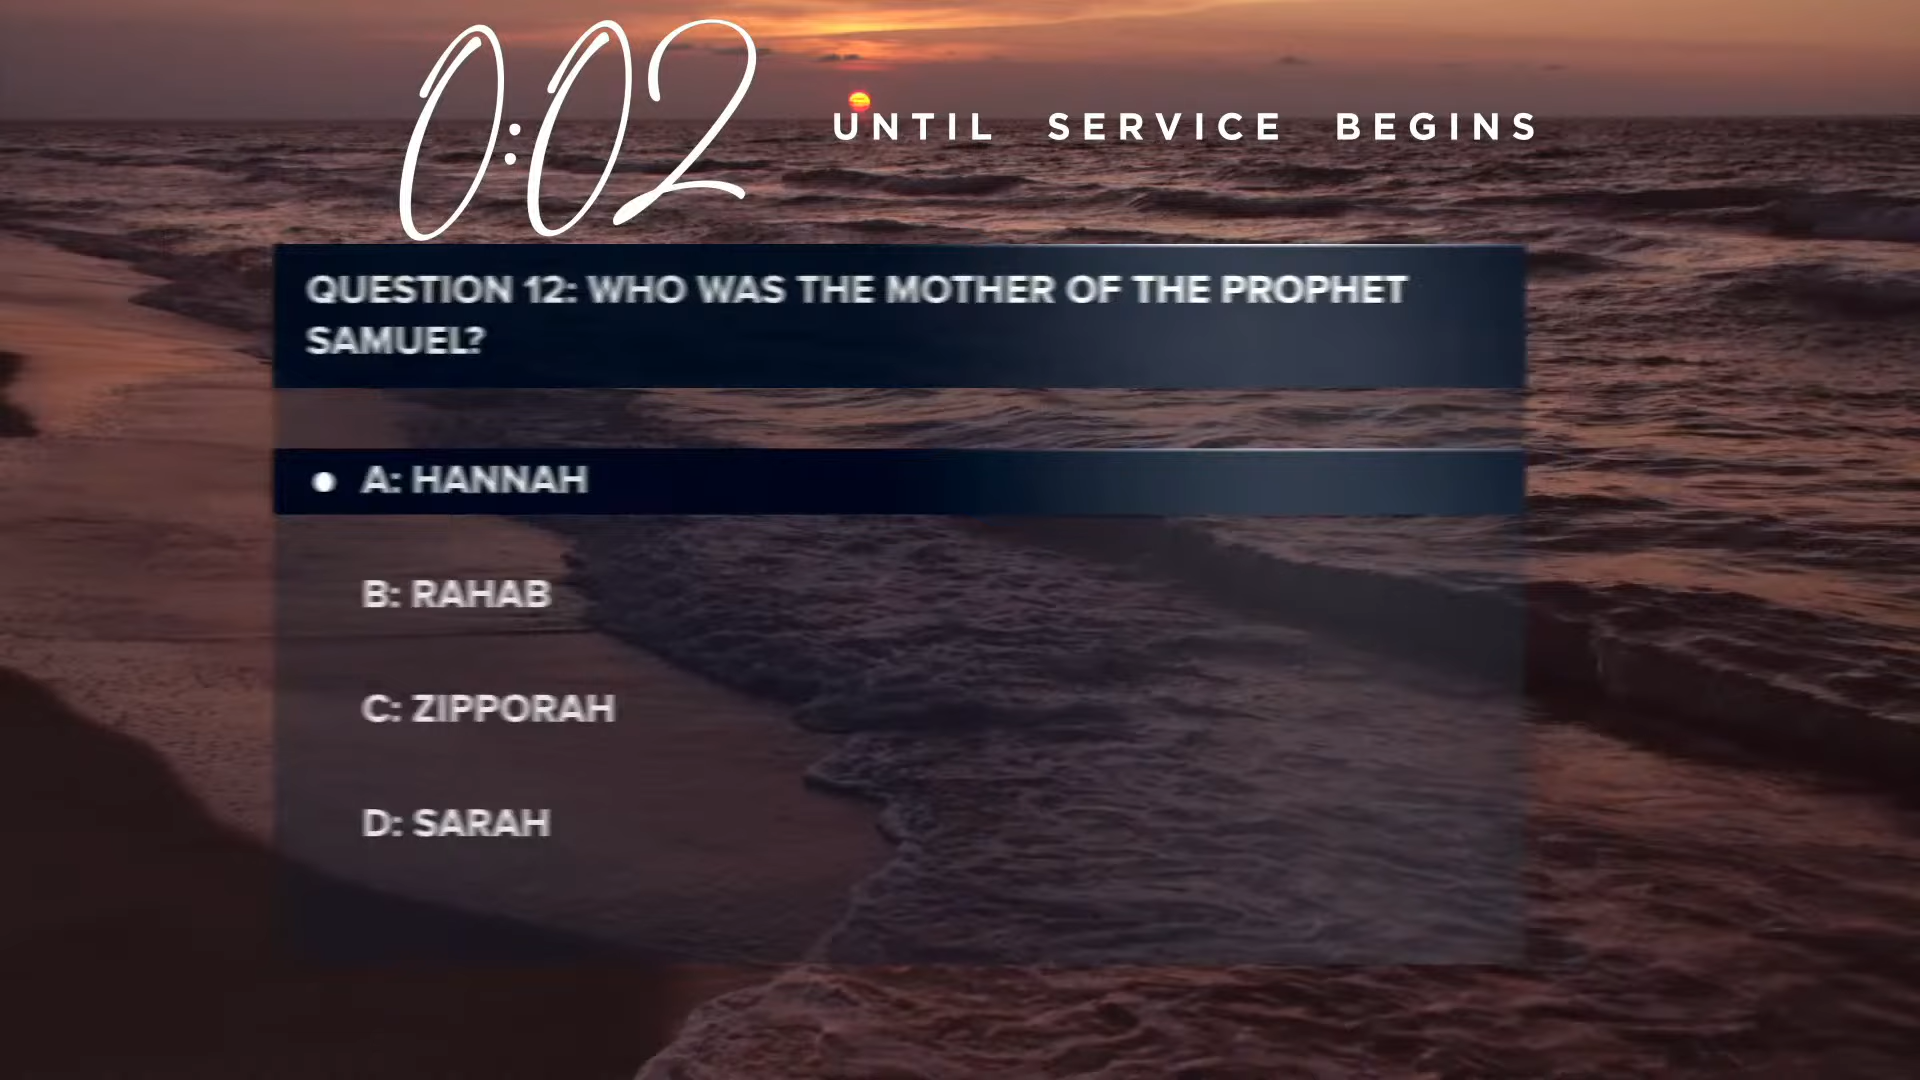 0:02
UNTIL SERVICE BEGINS
QUESTION 12: WHO WAS THE MOTHER OF THE PROPHET
SAMUEL?
A: HANNAH
B: RAHAB
C: ZIPPORAH
D: SARAH